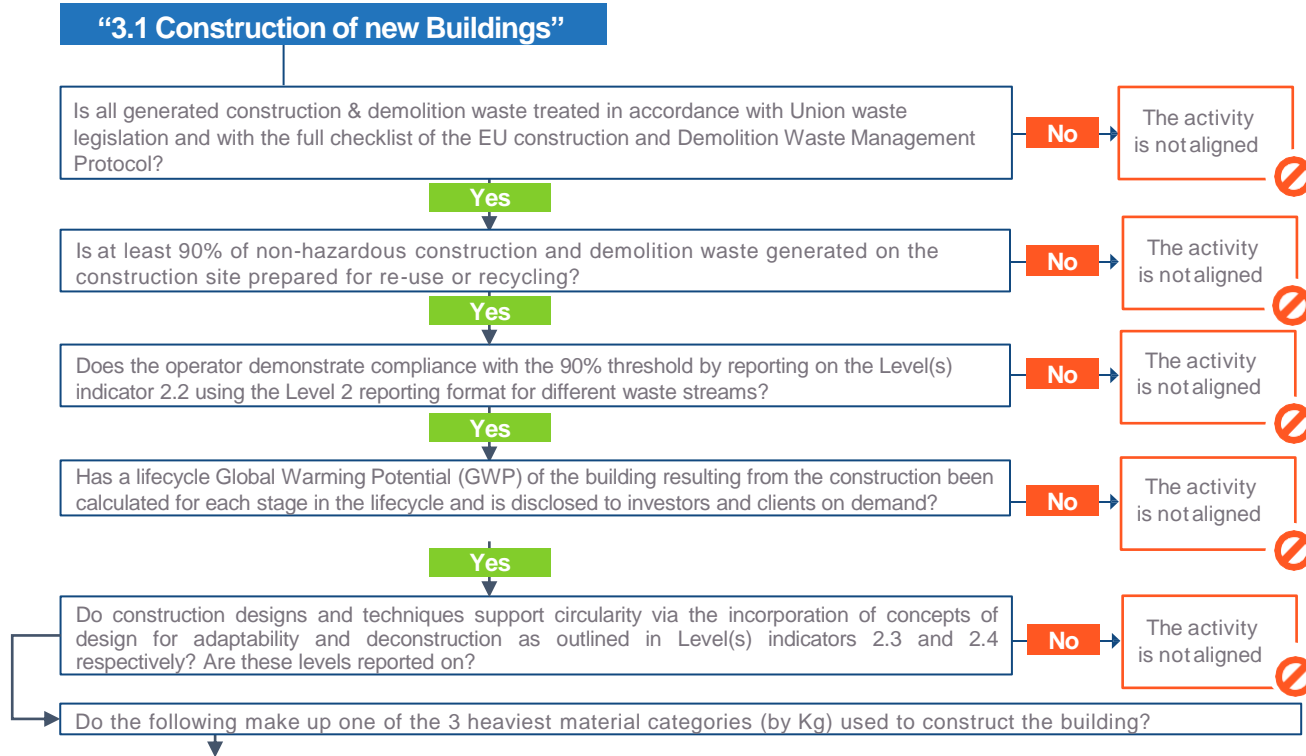 “3.1 Construction of new Buildings”
Is all generated construction & demolition waste treated in accordance with Union waste
legislation and with the full checklist of the EU construction and Demolition Waste Management
Protocol?
No
The activity
is not aligned
Yes
Is at least 90% of non-hazardous construction and demolition waste generated on the
construction site prepared for re-use or recycling?
No
The activity
is not aligned
Yes
Does the operator demonstrate compliance with the 90% threshold by reporting on the Level(s)
indicator 2.2 using the Level 2 reporting format for different waste streams?
No
The activity
is not aligned
Yes
Has a lifecycle Global Warming Potential (GWP) of the building resulting from the construction been
calculated for each stage in the lifecycle and is disclosed to investors and clients on demand?
No
The activity
is not aligned
Yes
Do construction designs and techniques support circularity via the incorporation of concepts of
design for adaptability and deconstruction as outlined in Level(s) indicators 2.3 and 2.4
respectively? Are these levels reported on?
No
The activity
is not aligned
Do the following make up one of the 3 heaviest material categories (by Kg) used to construct the building?